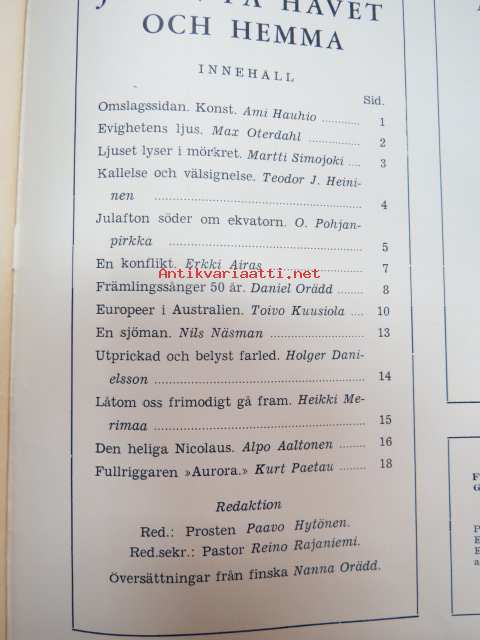 PÅ HAVET
OCH HEMMA
INNEHALL
Sid.
Omslagssidan. Konst. Ami Hauhio ........... 1
Evighetens ljus. Max Oterdahl ............ 2
Ljuset lyser i mörkret. Martti Simojoki .... 3
Kallelse och välsignelse. Teodor J. Heini-
nen ............ 4
Julafton söder om ekvatorn. O. Pohjan-
pirkka ............ 5
En konflikt. Erkki Airas ............ 7
Antikvariaatti.net
Främlingssånger 50 år. Daniel Orädd ........ 8
Europeer i Australien. Toivo Kuusiola .... 10
En sjöman. Nils Näsman ............ 13
Utprickad och belyst farled. Holger Dani-
elsson ............ 14
Låtom oss frimodigt gå fram. Heikki Me-
rimaa ............ 15
Den heliga Nicolaus. Alpo Aaltonen ........ 16
Fullriggaren »Aurora.» Kurt Paetau ........ 18
Redaktion
Red.: Prosten Paavo Hytönen.
Red.sekr.: Pastor Reino Rajaniemi.
Översättningar från finska Nanna Orädd.